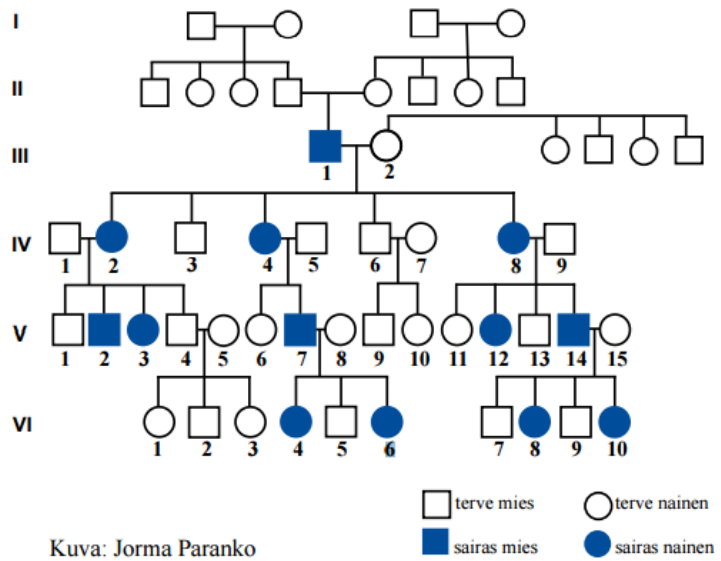 I
II
III
1 2
IV
1 2 3 4 5 6 7 8 9
V
1 2 3 4 5 6 7 8 9 10 11 12 13 14 15
VI
1 2 3 4 5 6 7 8 9 10
terve mies terve nainen
sairas mies sairas nainen
Kuva: Jorma Paranko